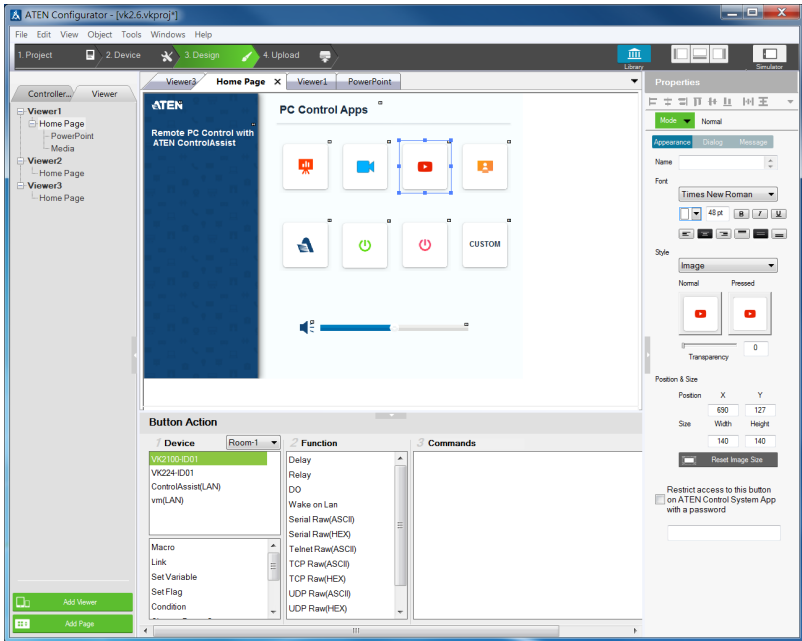 ATEN Configurator - [vk2.6.vkproj*]
File Edit View Object Tools Windows Help
1. Project 2. Device 3. Design 4. Upload
Library
Simulator
Controller... Viewer
Viewer1
Home Page
PowerPoint
Media
Viewer2
Home Page
Viewer3
Home Page
Add Viewer
Add Page
Viewer3 Home Page X Viewer1 PowerPoint
ATEN
Remote PC Control with
ATEN ControlAssist
PC Control Apps
CUSTOM
Button Action
1 Device Room-1
VK2100-ID01
VK224-ID01
ControlAssist(LAN)
vm(LAN)
Macro
Link
Set Variable
Set Flag
Condition
2 Function
Delay
Relay
DO
Wake on Lan
Serial Raw(ASCII)
Serial Raw(HEX)
Telnet Raw(ASCII)
TCP Raw(ASCII)
TCP Raw(HEX)
UDP Raw(ASCII)
UDP Raw(HEX)
3 Commands
Properties
Mode Normal
Appearance Dialog Message
Name
Font
Times New Roman
48 pt B I U
Style
Image
Normal Pressed
0
Transparency
Position & Size
Position X Y
690 127
Size Width Height
140 140
Reset Image Size
Restrict access to this button
on ATEN Control System App
with a password